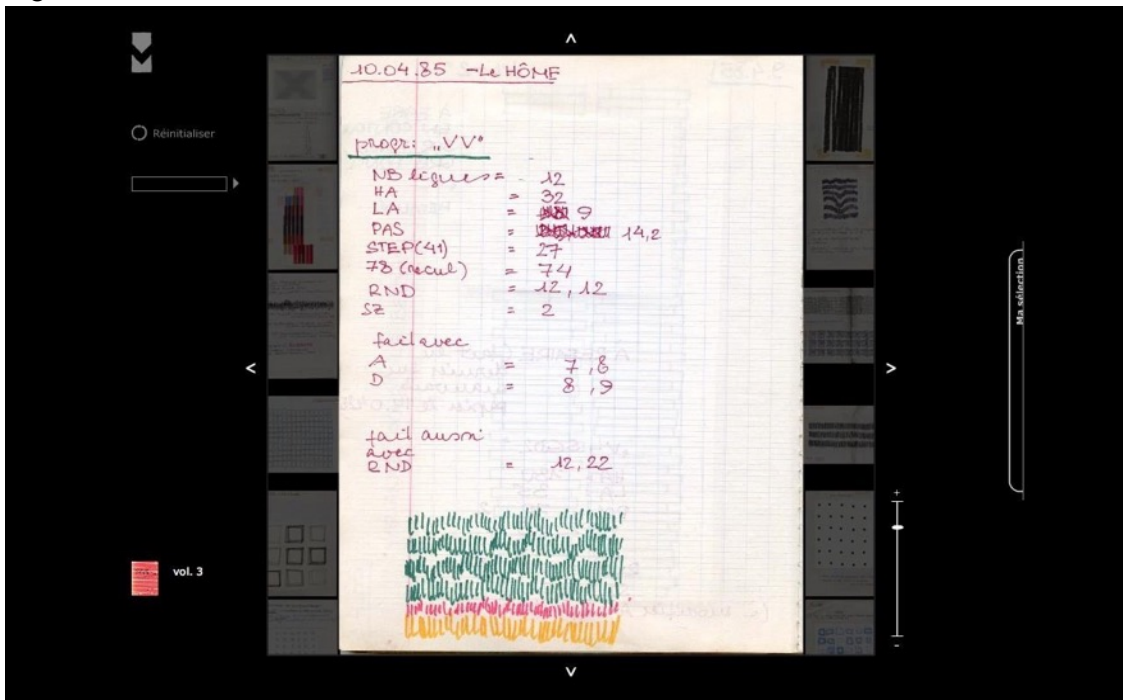 10.04.85 - Le HÔME
Réinitialiser
progr: „VV"
NB lignes = 12
HA = 32
LA = 9
PAS = 14,2
STEP(41) = 27
78 (recul) = 74
RND = 12, 12
SZ = 2
fait avec
A = 7, 8
D = 8, 9
fait aussi
avec
RND = 12, 22
Ma sélection
+
-
vol. 3